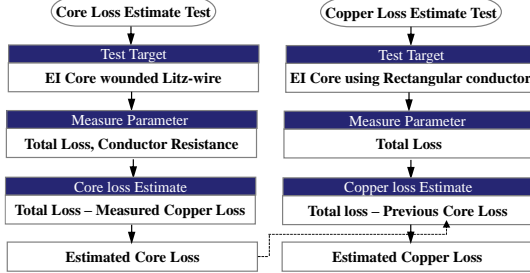 Core Loss Estimate Test
Test Target
EI Core wounded Litz-wire
Measure Parameter
Total Loss, Conductor Resistance
Core loss Estimate
Total Loss – Measured Copper Loss
Estimated Core Loss
Copper Loss Estimate Test
Test Target
EI Core using Rectangular conductor
Measure Parameter
Total Loss
Copper loss Estimate
Total loss – Previous Core Loss
Estimated Copper Loss